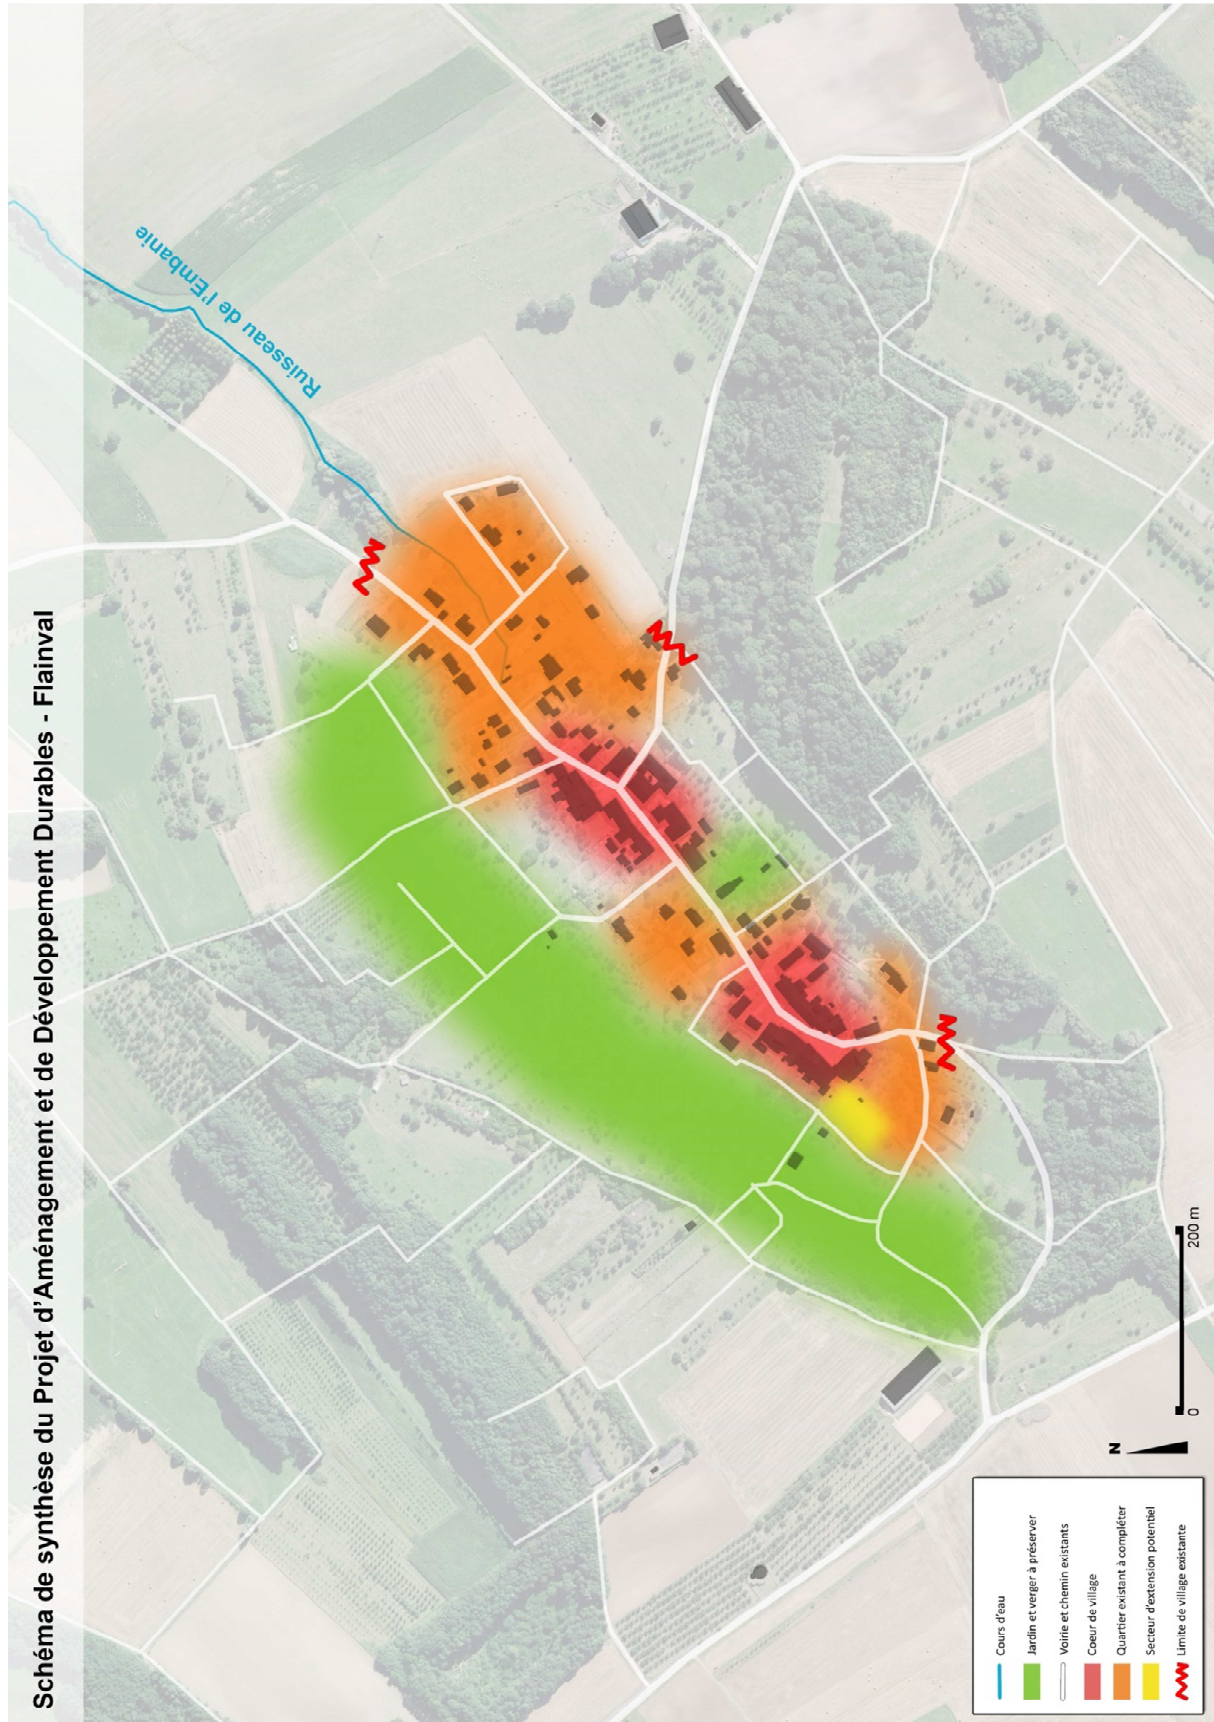 Schéma de synthèse du Projet d'Aménagement et de Développement Durables - Flainval
Ruisseau de l'Embanie
N
0
200 m
Cours d'eau
Jardin et verger à préserver
Voirie et chemin existants
Coeur de village
Quartier existant à compléter
Secteur d'extension potentiel
Limite de village existante